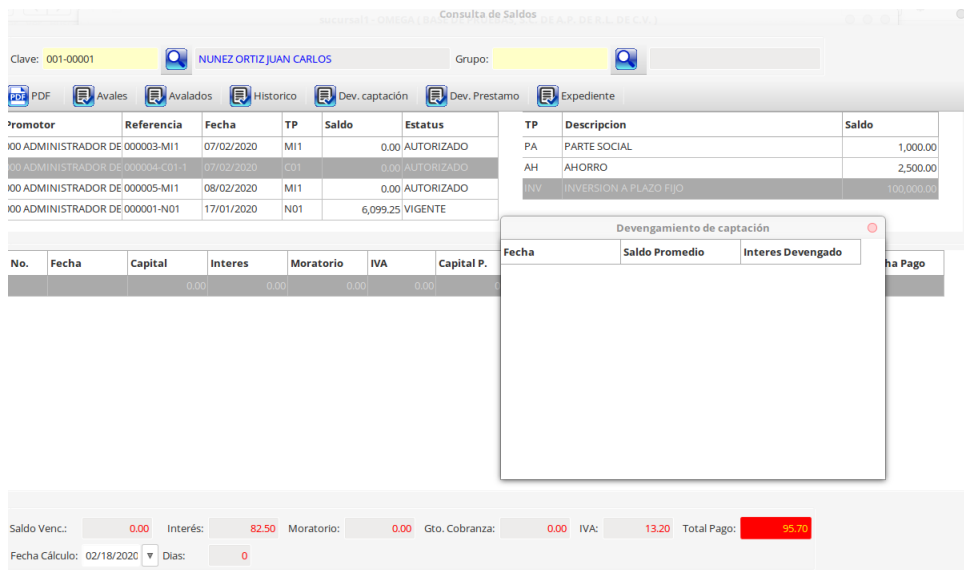 Consulta de Saldos
Clave: 001-00001 NUNEZ ORTIZ JUAN CARLOS Grupo:
PDF PDF Avales Avalados Historico Dev. captación Dev. Prestamo Expediente
Promotor Referencia Fecha TP Saldo Estatus TP Descripcion Saldo
000 ADMINISTRADOR DE 000003-MI1 07/02/2020 MI1 0.00 AUTORIZADO PA PARTE SOCIAL 1,000.00
000 ADMINISTRADOR DE 000004-C01-1 07/02/2020 C01 0.00 AUTORIZADO AH AHORRO 2,500.00
000 ADMINISTRADOR DE 000005-MI1 08/02/2020 MI1 0.00 AUTORIZADO INV INVERSION A PLAZO FIJO 100,000.00
000 ADMINISTRADOR DE 000001-N01 17/01/2020 N01 6,099.25 VIGENTE
Devengamiento de captación
Fecha Saldo Promedio Interes Devengado
No. Fecha Capital Interes Moratorio IVA Capital P. ha Pago
0.00 0.00 0.00 0.00 0
Saldo Venc.: 0.00 Interés: 82.50 Moratorio: 0.00 Gto. Cobranza: 0.00 IVA: 13.20 Total Pago: 95.70
Fecha Cálculo: 02/18/2020 Dias: 0